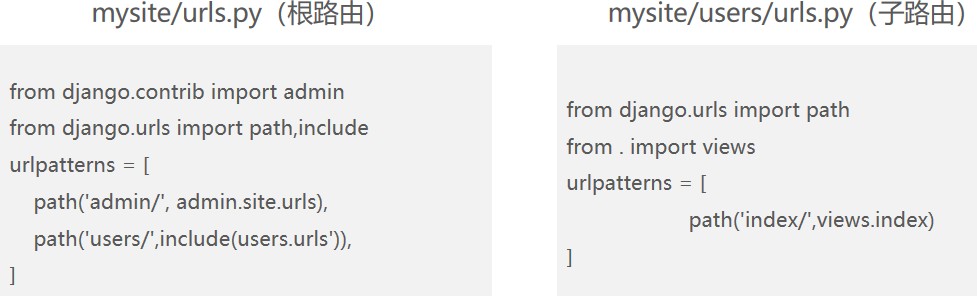 mysite/urls.py（根路由）
from django.contrib import admin
from django.urls import path,include
urlpatterns = [
path('admin/', admin.site.urls),
path('users/',include(users.urls')),
]
mysite/users/urls.py（子路由）
from django.urls import path
from . import views
urlpatterns = [
path('index/',views.index)
]